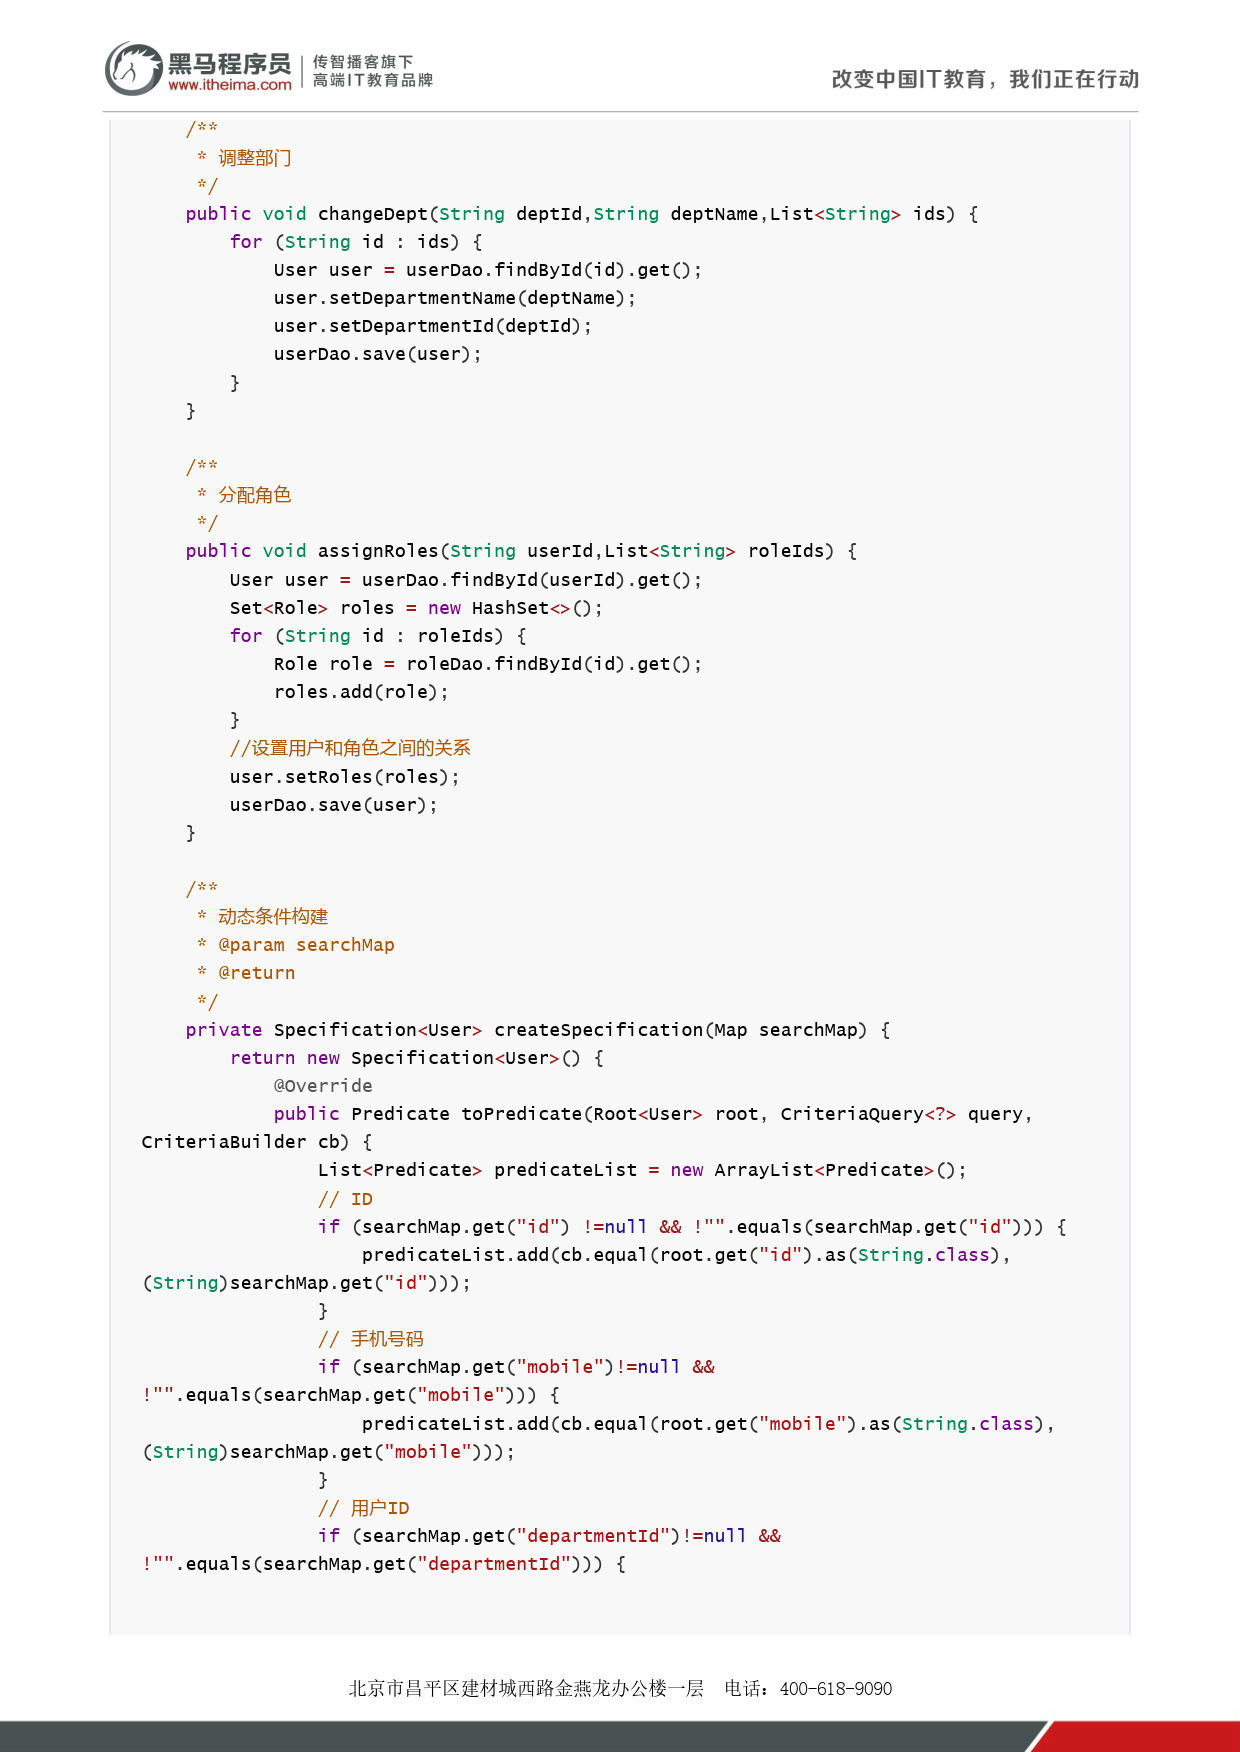 黑马程序员
www.itheima.com
传智播客旗下
高端IT教育品牌
改变中国IT教育，我们正在行动
    /**
     * 调整部门
     */
    public void changeDept(String deptId,String deptName,List<String> ids) {
        for (String id : ids) {
            User user = userDao.findById(id).get();
            user.setDepartmentName(deptName);
            user.setDepartmentId(deptId);
            userDao.save(user);
        }
    }

    /**
     * 分配角色
     */
    public void assignRoles(String userId,List<String> roleIds) {
        User user = userDao.findById(userId).get();
        Set<Role> roles = new HashSet<>();
        for (String id : roleIds) {
            Role role = roleDao.findById(id).get();
            roles.add(role);
        }
        //设置用户和角色之间的关系
        user.setRoles(roles);
        userDao.save(user);
    }

    /**
     * 动态条件构建
     * @param searchMap
     * @return
     */
    private Specification<User> createSpecification(Map searchMap) {
        return new Specification<User>() {
            @Override
            public Predicate toPredicate(Root<User> root, CriteriaQuery<?> query,
CriteriaBuilder cb) {
                List<Predicate> predicateList = new ArrayList<Predicate>();
                // ID
                if (searchMap.get("id") !=null && !"".equals(searchMap.get("id"))) {
                    predicateList.add(cb.equal(root.get("id").as(String.class),
(String)searchMap.get("id")));
                }
                // 手机号码
                if (searchMap.get("mobile")!=null &&
!"".equals(searchMap.get("mobile"))) {
                    predicateList.add(cb.equal(root.get("mobile").as(String.class),
(String)searchMap.get("mobile")));
                }
                // 用户ID
                if (searchMap.get("departmentId")!=null &&
!"".equals(searchMap.get("departmentId"))) {
北京市昌平区建材城西路金燕龙办公楼一层 电话：400-618-9090